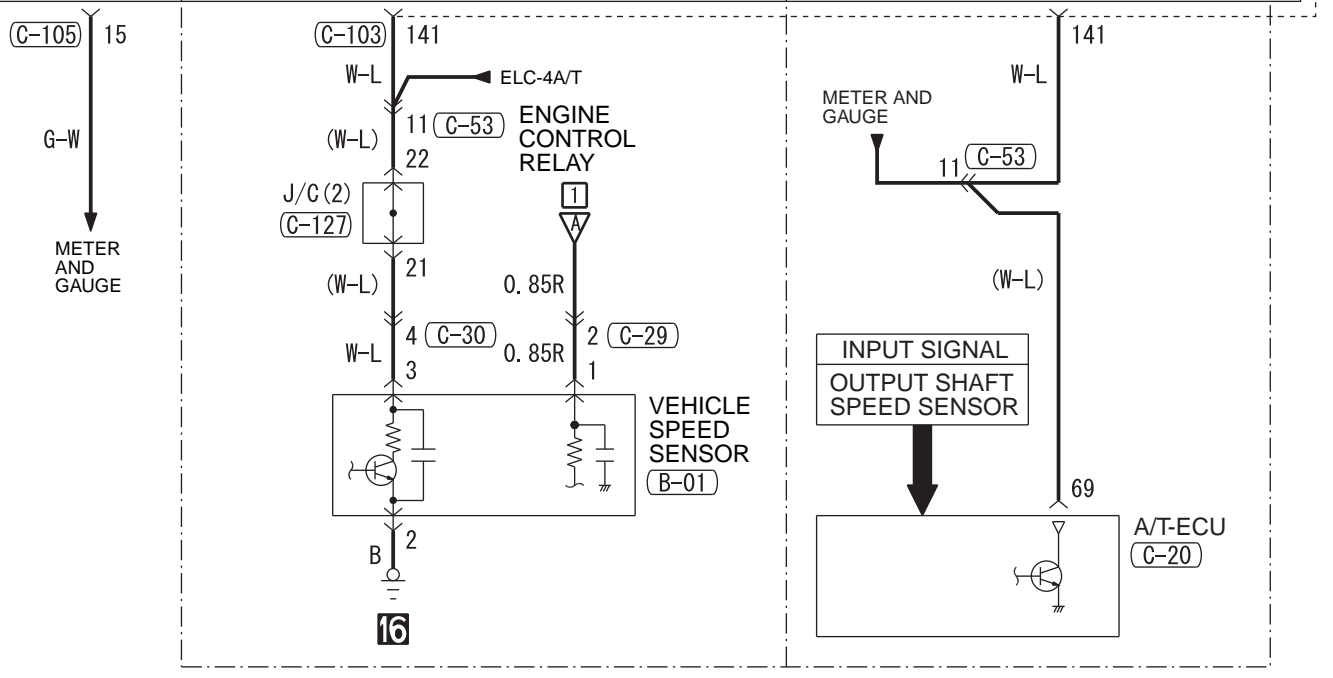 C-105 15
G-W
METER
AND
GAUGE
C-103 141
W-L
ELC-4A/T
11 C-53
(W-L)
22
J/C(2)
C-127
21
(W-L)
4 C-30
W-L
3
ENGINE
CONTROL
RELAY
1
A
0.85R
2 C-29
0.85R
1
VEHICLE
SPEED
SENSOR
B-01
2
B
16
141
W-L
METER AND
GAUGE
11 C-53
(W-L)
INPUT SIGNAL
OUTPUT SHAFT
SPEED SENSOR
69
A/T-ECU
C-20